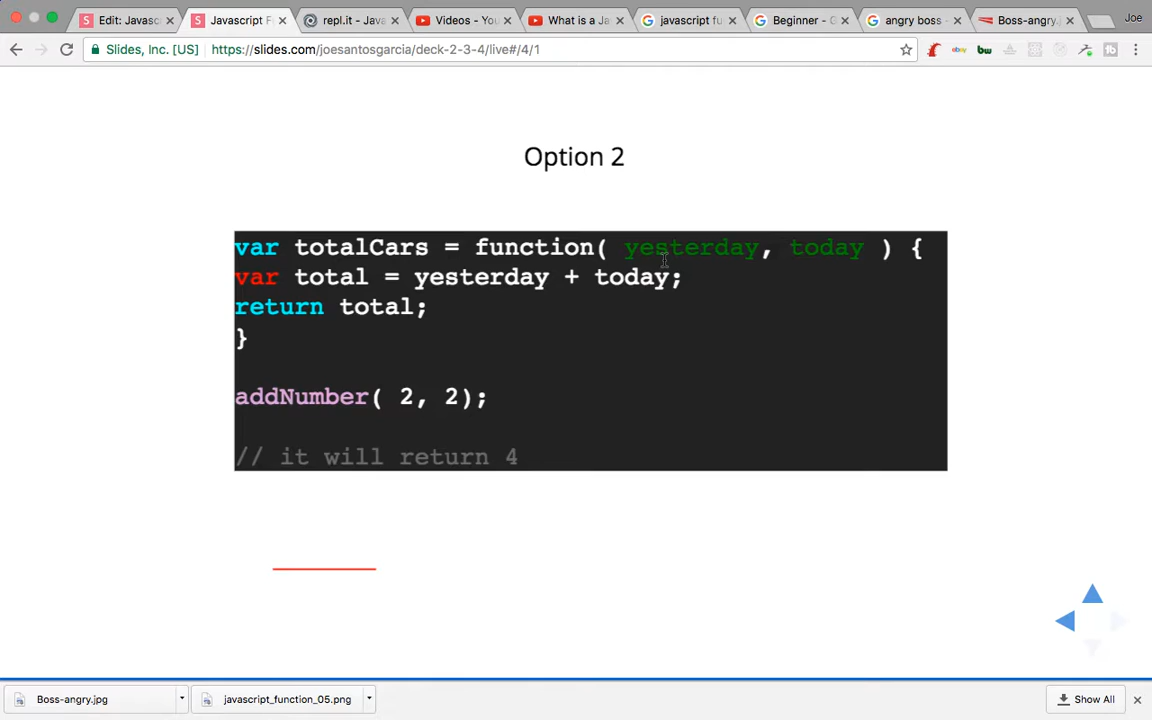 Edit: Javasc
Javascript F
repl.it - Java
Videos - You
What is a Ja
javascript fu
Beginner - G
angry boss -
Boss-angry.j
Joe
Slides, Inc. [US]
https://slides.com/joesantosgarcia/deck-2-3-4/live#/4/1
ebay
bw
Option 2
var totalCars = function( yesterday, today ) {
var total = yesterday + today;
return total;
}
addNumber( 2, 2);
// it will return 4
Boss-angry.jpg
javascript_function_05.png
Show All